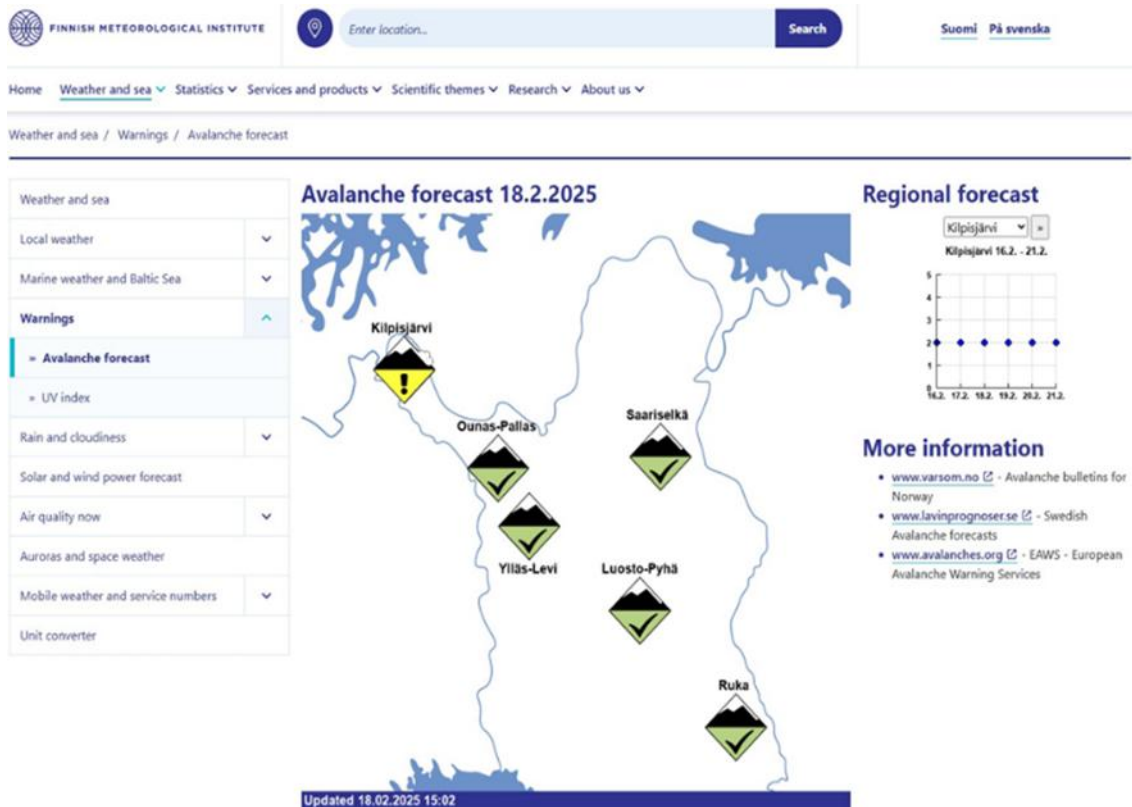 FINNISH METEOROLOGICAL INSTITUTE
Enter location...
Search
Suomi På svenska
Home Weather and sea Statistics Services and products Scientific themes Research About us
Weather and sea / Warnings / Avalanche forecast
Weather and sea
Local weather
Marine weather and Baltic Sea
Warnings
» Avalanche forecast
» UV index
Rain and cloudiness
Solar and wind power forecast
Air quality now
Auroras and space weather
Mobile weather and service numbers
Unit converter
Avalanche forecast 18.2.2025
Kilpisjärvi
!
Ounas-Pallas
Saariselkä
Ylläs-Levi
Luosto-Pyhä
Ruka
Updated 18.02.2025 15:02
Regional forecast
Kilpisjärvi »
Kilpisjärvi 16.2. - 21.2.
5
4
3
2
1
0
16.2. 17.2. 18.2. 19.2. 20.2. 21.2.
More information
• www.varsom.no - Avalanche bulletins for
Norway
• www.lavinprognoser.se - Swedish
Avalanche forecasts
• www.avalanches.org - EAWS - European
Avalanche Warning Services